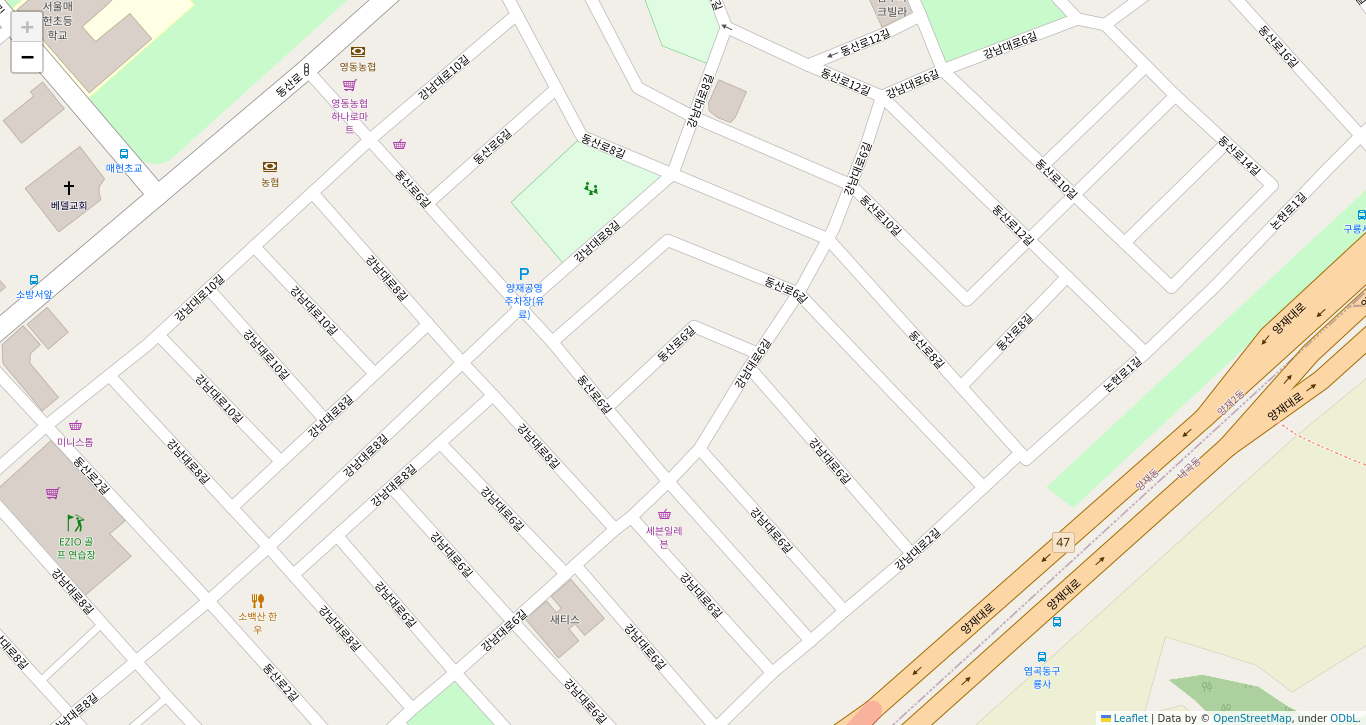 서울매
헌초등
학교
+
−
크빌라
동산로12길
강남대로6길
동산로16길
영동농협
강남대로10길
동산로
영동농협
하나로마
트
강남대로8길
동산로12길
강남대로6길
매헌초교
농협
베델교회
동산로6길
동산로6길
동산로8길
강남대로6길
동산로10길
동산로14길
동산로10길
동산로12길
논현로1길
강남대로8길
소방서앞
강남대로10길
강남대로8길
강남대로10길
P
양재공영
주차장(유
료)
동산로6길
양재대로
강남대로10길
동산로6길
강남대로6길
동산로8길
동산로8길
논현로1길
강남대로10길
강남대로8길
동산로6길
양재2동
양재대로
미니스톱
강남대로8길
강남대로8길
강남대로8길
강남대로6길
동산로2길
강남대로8길
강남대로6길
양재동
내곡동
EZIO 골
프 연습장
세븐일레
븐
강남대로6길
강남대로2길
47
강남대로6길
강남대로8길
강남대로6길
강남대로6길
양재대로
소백산 한
우
강남대로8길
강남대로6길
새티스
양재대로
강남대로6길
동산로2길
강남대로6길
염곡동구
룡사
Leaflet | Data by © OpenStreetMap, under ODbL.